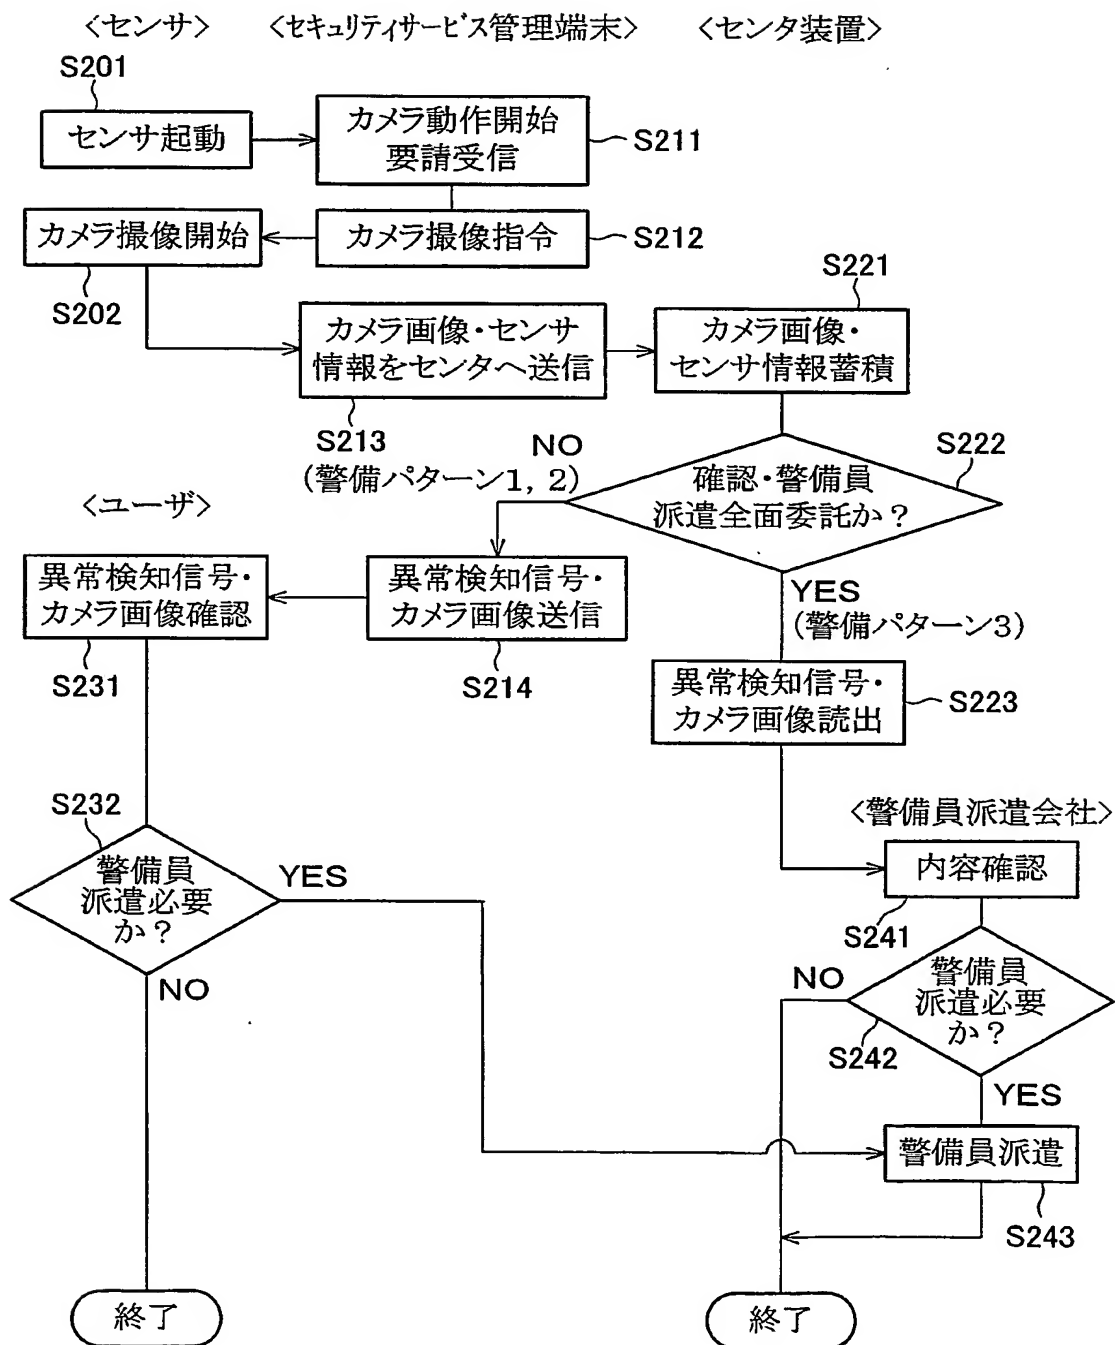 <センサ> <セキュリティサービス管理端末> <センタ装置>
S201
センサ起動
カメラ動作開始
要請受信
S211
カメラ撮像開始
カメラ撮像指令
S212
S202
S221
カメラ画像・センサ
情報をセンタへ送信
カメラ画像・
センサ情報蓄積
S213
NO
(警備パターン1, 2)
S222
確認・警備員
派遣全面委託か?
<ユーザ>
異常検知信号・
カメラ画像確認
異常検知信号・
カメラ画像送信
YES
(警備パターン3)
S231
S214
異常検知信号・
カメラ画像読出
S223
S232
<警備員派遣会社>
警備員
派遣必要
か?
YES
内容確認
S241
NO
NO
警備員
派遣必要
か?
S242
YES
警備員派遣
S243
終了
終了